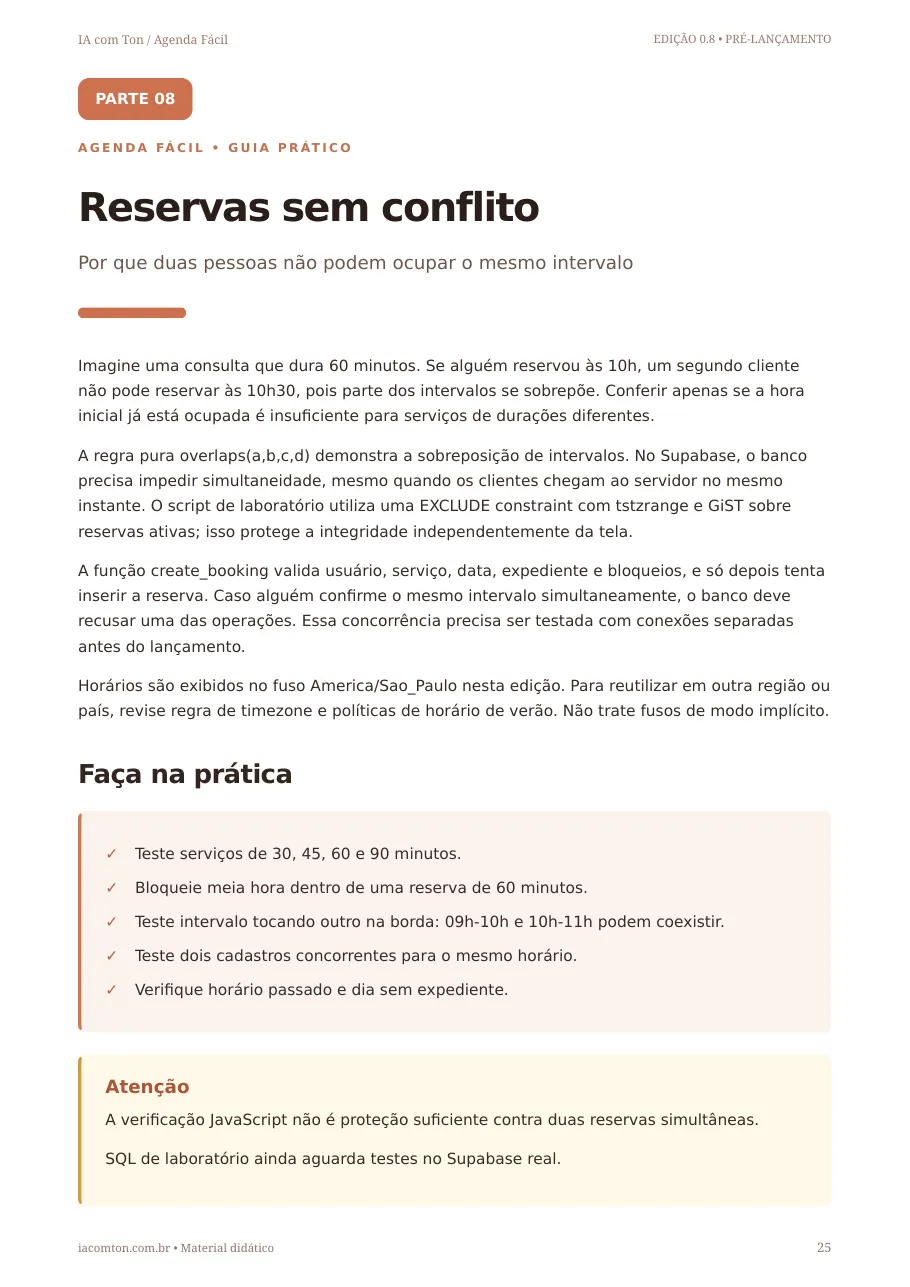 IA com Ton / Agenda Fácil
EDIÇÃO 0.8 • PRÉ-LANÇAMENTO
PARTE 08
AGENDA FÁCIL • GUIA PRÁTICO
Reservas sem conflito
Por que duas pessoas não podem ocupar o mesmo intervalo
Imagine uma consulta que dura 60 minutos. Se alguém reservou às 10h, um segundo cliente
não pode reservar às 10h30, pois parte dos intervalos se sobrepõe. Conferir apenas se a hora
inicial já está ocupada é insuficiente para serviços de durações diferentes.
A regra pura overlaps(a,b,c,d) demonstra a sobreposição de intervalos. No Supabase, o banco
precisa impedir simultaneidade, mesmo quando os clientes chegam ao servidor no mesmo
instante. O script de laboratório utiliza uma EXCLUDE constraint com tstzrange e GiST sobre
reservas ativas; isso protege a integridade independentemente da tela.
A função create_booking valida usuário, serviço, data, expediente e bloqueios, e só depois tenta
inserir a reserva. Caso alguém confirme o mesmo intervalo simultaneamente, o banco deve
recusar uma das operações. Essa concorrência precisa ser testada com conexões separadas
antes do lançamento.
Horários são exibidos no fuso America/Sao_Paulo nesta edição. Para reutilizar em outra região ou
país, revise regra de timezone e políticas de horário de verão. Não trate fusos de modo implícito.
Faça na prática
✓ Teste serviços de 30, 45, 60 e 90 minutos.
✓ Bloqueie meia hora dentro de uma reserva de 60 minutos.
✓ Teste intervalo tocando outro na borda: 09h-10h e 10h-11h podem coexistir.
✓ Teste dois cadastros concorrentes para o mesmo horário.
✓ Verifique horário passado e dia sem expediente.
Atenção
A verificação JavaScript não é proteção suficiente contra duas reservas simultâneas.
SQL de laboratório ainda aguarda testes no Supabase real.
iacomton.com.br • Material didático
25